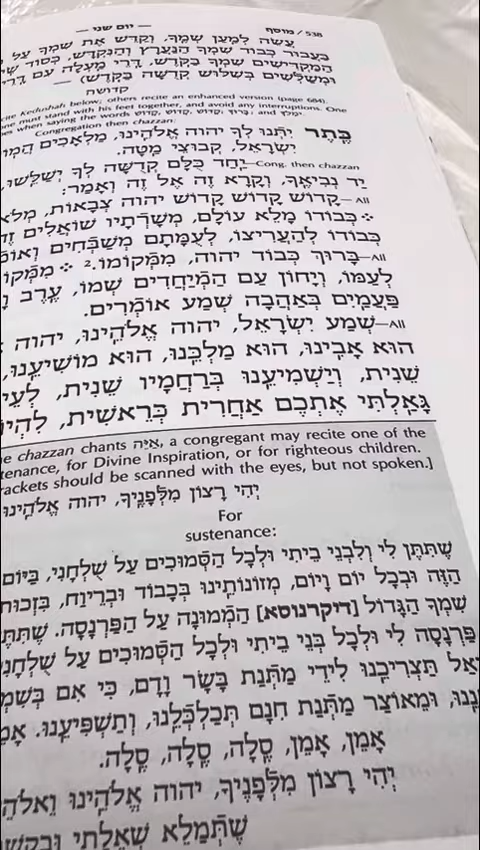 — יום שני — מוסף / 538
עֲשֵׂה לְמַעַן שְׁמֶךָ, וְקַדֵּשׁ אֶת שִׁמְךָ עַל
בַּעֲבוּר כְּבוֹד שִׁמְךָ הַנַּעֲרָץ וְהַנִּקְדָּשׁ, כְּסוֹד
הַמַּקְדִּישִׁים שִׁמְךָ בַּקֹּדֶשׁ, דָּרֵי מַעְלָה עִם דָּרֵי
וּמְשַׁלְּשִׁים בְּשִׁלּוּשׁ קְדֻשָּׁה בַּקֹּדֶשׁ) —
קדושה
cite Kedushah below; others recite an enhanced version (page 684).
ne must stand with his feet together, and avoid any interruptions. One
es when saying the words קָדוֹשׁ, קָדוֹשׁ, קָדוֹשׁ, and בָּרוּךְ, יִמְלֹךְ
Congregation then chazzan:
כֶּתֶר יִתְּנוּ לְךָ יהוה אֱלֹהֵינוּ, מַלְאָכִים
יִשְׂרָאֵל, קְבוּצֵי מַטָּה.
Cong. then chazzan—יַחַד כֻּלָּם קְדֻשָּׁה לְךָ יְשַׁלֵּשׁוּ,
יַד נְבִיאֶךָ, וְקָרָא זֶה אֶל זֶה וְאָמַר:
All—קָדוֹשׁ קָדוֹשׁ קָדוֹשׁ יהוה צְבָאוֹת,
❖ כְּבוֹדוֹ מָלֵא עוֹלָם, מְשָׁרְתָיו שׁוֹאֲלִים
כְּבוֹדוֹ לְהַעֲרִיצוֹ, לְעֻמָּתָם מְשַׁבְּחִים
All—בָּרוּךְ כְּבוֹד יהוה, מִמְּקוֹמוֹ.² ❖
לְעַמּוֹ, וְיָחוֹן עַם הַמְיַחֲדִים שְׁמוֹ, עֶרֶב
פַּעֲמַיִם בְּאַהֲבָה שְׁמַע אוֹמְרִים.
All—שְׁמַע יִשְׂרָאֵל, יהוה אֱלֹהֵינוּ, יהוה
הוּא אָבִינוּ, הוּא מַלְכֵּנוּ, הוּא מוֹשִׁיעֵנוּ,
שֵׁנִית, וְיַשְׁמִיעֵנוּ בְּרַחֲמָיו שֵׁנִית,
גָּאַלְתִּי אֶתְכֶם אַחֲרִית כְּרֵאשִׁית,
e chazzan chants אַיֵּה, a congregant may recite one of the
tenance, for Divine Inspiration, or for righteous children.
rackets should be scanned with the eyes, but not spoken.]
יְהִי רָצוֹן מִלְּפָנֶיךָ, יהוה אֱלֹהֵינוּ
For
sustenance:
שֶׁתִּתֵּן לִי וְלִבְנֵי בֵיתִי וּלְכָל הַסְּמוּכִים עַל שֻׁלְחָנִי, בַּיּוֹם
הַזֶּה וּבְכָל יוֹם וָיוֹם, מְזוֹנוֹתֵינוּ בְּכָבוֹד וּבְרֶיוַח, בִּזְכוּת
שִׁמְךָ הַגָּדוֹל [דיקרנוסא] הַמְמוּנֶה עַל הַפַּרְנָסָה.
פַּרְנָסָה לִי וּלְכָל בְּנֵי בֵיתִי וּלְכָל הַסְּמוּכִים עַל
תַּצְרִיכֵנוּ לִידֵי מַתְּנַת בָּשָׂר וָדָם, כִּי אִם
וּמֵאוֹצַר מַתְּנַת חִנָּם תְּכַלְכְּלֵנוּ, וְתַשְׁפִּיעֵנוּ.
אָמֵן, אָמֵן, סֶלָה, סֶלָה, סֶלָה.
יְהִי רָצוֹן מִלְּפָנֶיךָ, יהוה אֱלֹהֵינוּ
שֶׁתְּמַלֵּא שְׁאֵלָתִי